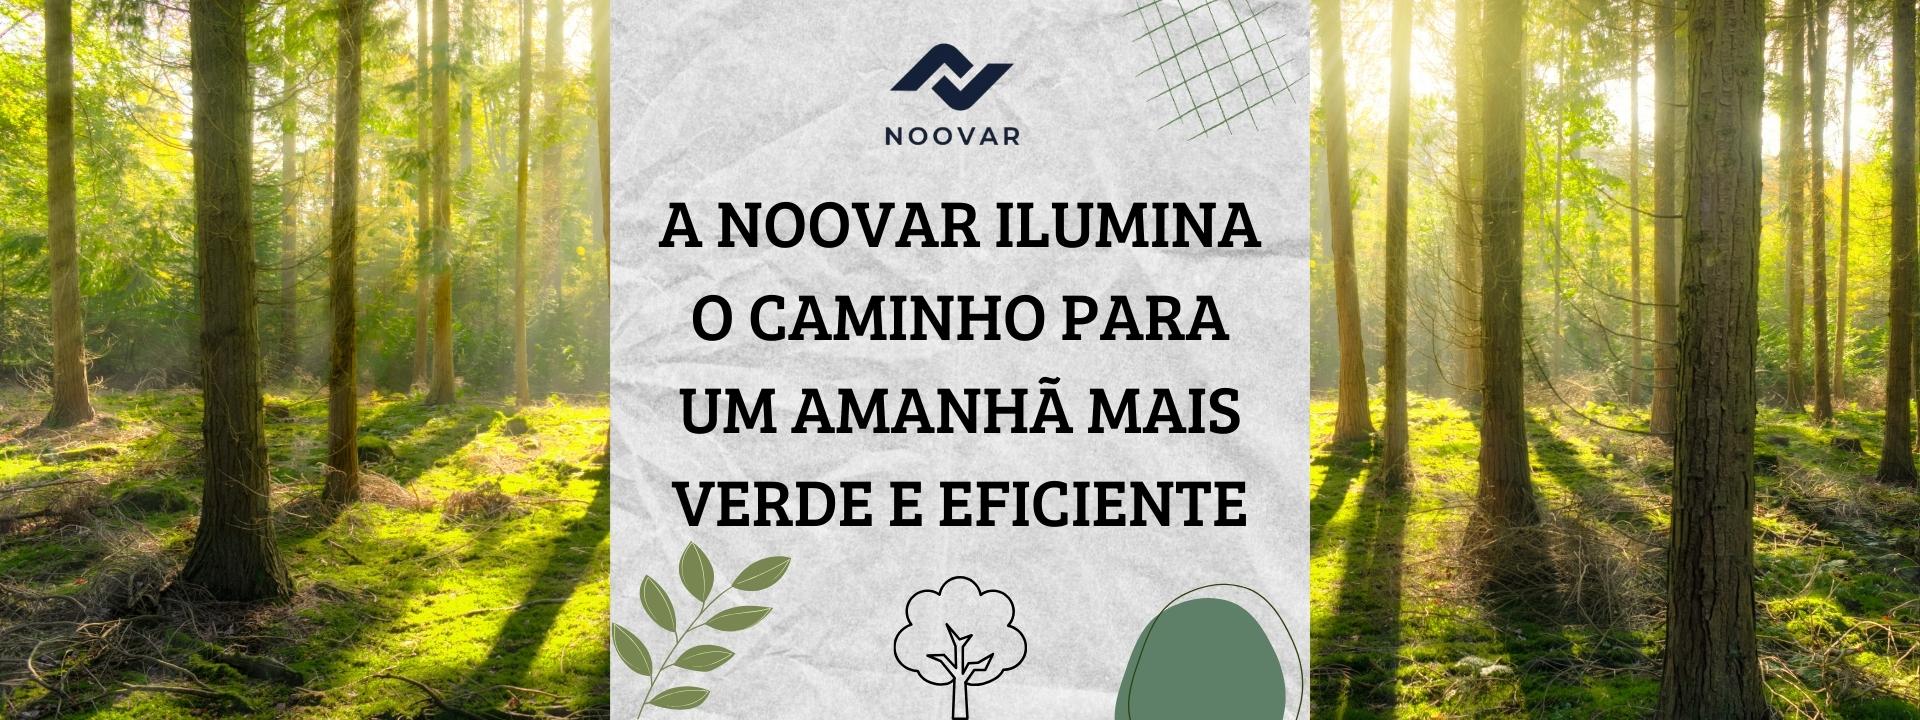 NOOVAR
A NOOVAR ILUMINA
O CAMINHO PARA
UM AMANHÃ MAIS
VERDE E EFICIENTE